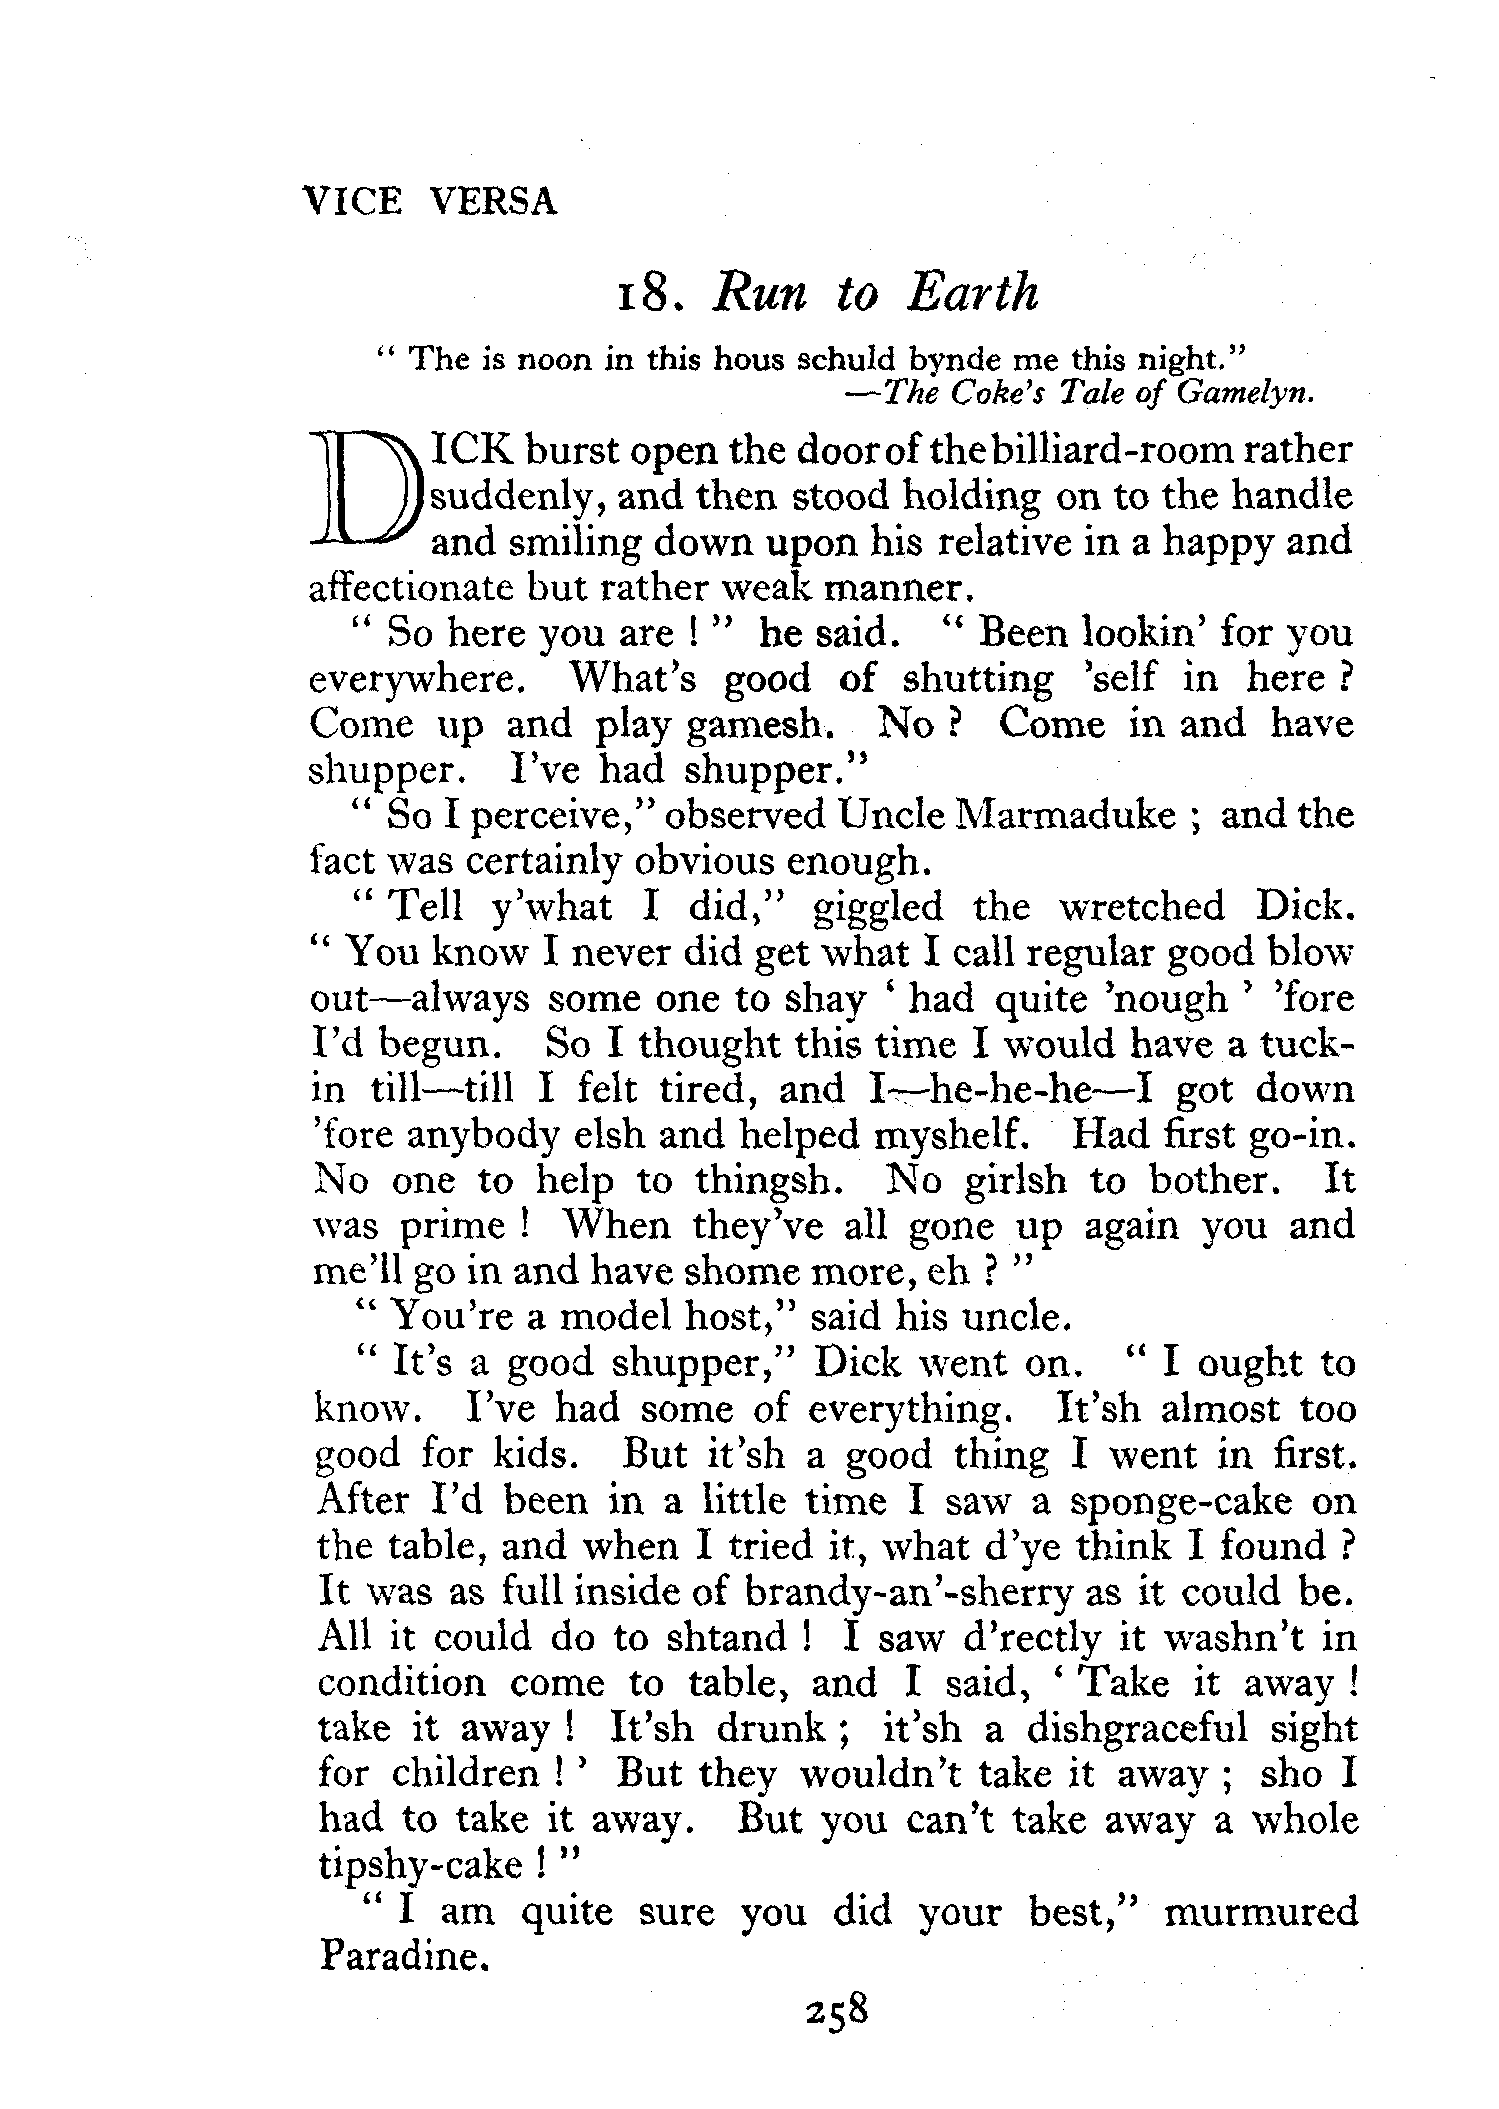 VICE VERSA
18. Run to Earth
" The is noon in this hous schuld bynde me this night."
—The Coke's Tale of Gamelyn.
DICK burst open the door of the billiard-room rather
suddenly, and then stood holding on to the handle
and smiling down upon his relative in a happy and
affectionate but rather weak manner.
" So here you are ! " he said. " Been lookin' for you
everywhere. What's good of shutting 'self in here ?
Come up and play gamesh. No ? Come in and have
shupper. I've had shupper."
" So I perceive," observed Uncle Marmaduke ; and the
fact was certainly obvious enough.
" Tell y'what I did," giggled the wretched Dick.
" You know I never did get what I call regular good blow
out—always some one to shay ' had quite 'nough ' 'fore
I'd begun. So I thought this time I would have a tuck-
in till—till I felt tired, and I—he-he-he—I got down
'fore anybody elsh and helped myshelf. Had first go-in.
No one to help to thingsh. No girlsh to bother. It
was prime ! When they've all gone up again you and
me'll go in and have shome more, eh ? "
" You're a model host," said his uncle.
" It's a good shupper," Dick went on. " I ought to
know. I've had some of everything. It'sh almost too
good for kids. But it'sh a good thing I went in first.
After I'd been in a little time I saw a sponge-cake on
the table, and when I tried it, what d'ye think I found ?
It was as full inside of brandy-an'-sherry as it could be.
All it could do to shtand ! I saw d'rectly it washn't in
condition come to table, and I said, ' Take it away !
take it away ! It'sh drunk ; it'sh a dishgraceful sight
for children ! ' But they wouldn't take it away ; sho I
had to take it away. But you can't take away a whole
tipshy-cake ! "
" I am quite sure you did your best," murmured
Paradine.
258